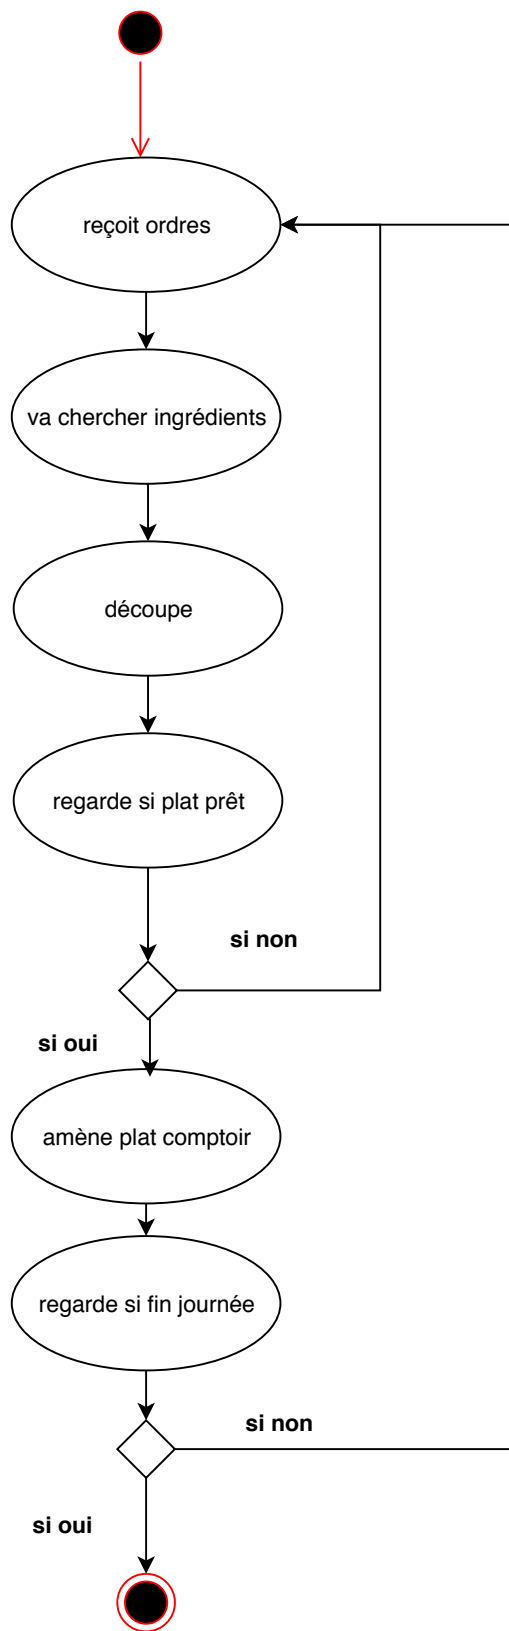 reçoit ordres
va chercher ingrédients
découpe
regarde si plat prêt
si non
si oui
amène plat comptoir
regarde si fin journée
si non
si oui